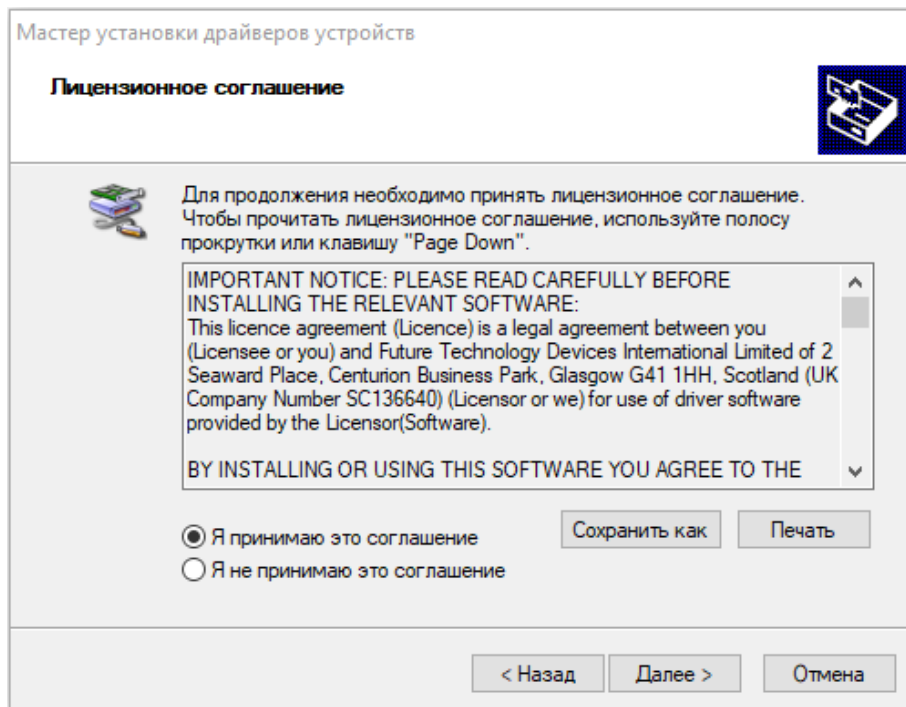 Мастер установки драйверов устройств
Лицензионное соглашение
Для продолжения необходимо принять лицензионное соглашение.
Чтобы прочитать лицензионное соглашение, используйте полосу
прокрутки или клавишу "Page Down".
IMPORTANT NOTICE: PLEASE READ CAREFULLY BEFORE
INSTALLING THE RELEVANT SOFTWARE:
This licence agreement (Licence) is a legal agreement between you
(Licensee or you) and Future Technology Devices International Limited of 2
Seaward Place, Centurion Business Park, Glasgow G41 1HH, Scotland (UK
Company Number SC136640) (Licensor or we) for use of driver software
provided by the Licensor(Software).
BY INSTALLING OR USING THIS SOFTWARE YOU AGREE TO THE
Я принимаю это соглашение
Сохранить как
Печать
Я не принимаю это соглашение
< Назад
Далее >
Отмена